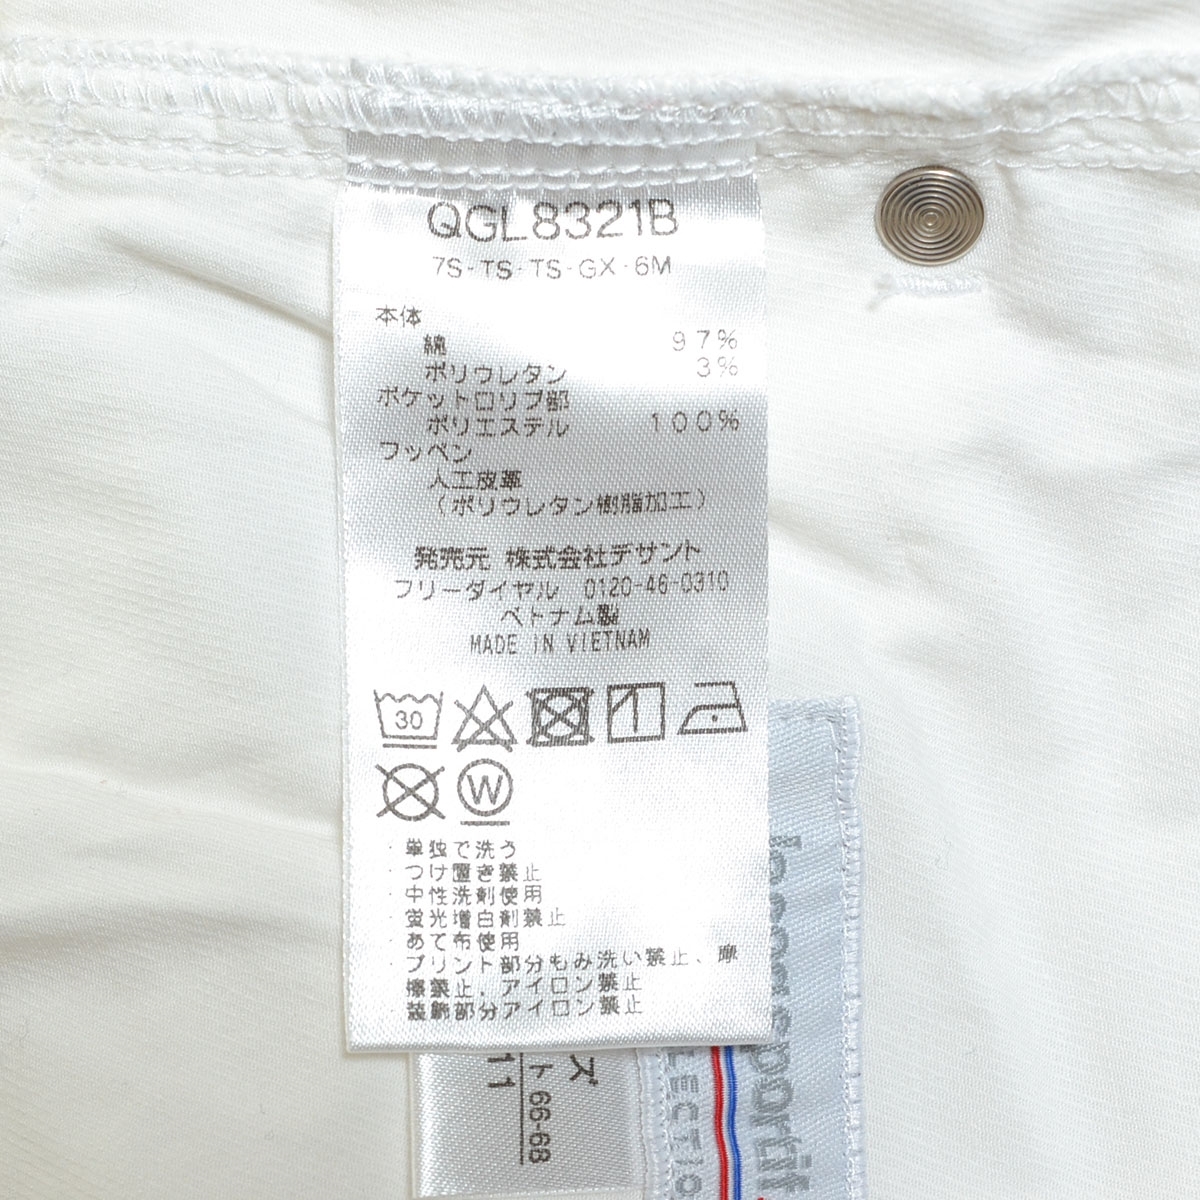 QGL8321B
7S-TS-TS-GX-6M
本体
綿 97%
ポリウレタン 3%
ポケット口リブ部
ポリエステル 100%
ワッペン
人工皮革
(ポリウレタン樹脂加工)
発売元 株式会社デサント
フリーダイヤル 0120-46-0310
ベトナム製
MADE IN VIETNAM
30
W
・単独で洗う
・つけ置き禁止
・中性洗剤使用
・蛍光増白剤禁止
・あて布使用
・プリント部分もみ洗い禁止、摩
擦禁止、アイロン禁止
・装飾部分アイロン禁止
ズ
ト 66-68
11
lecoqsportif
LECTIO